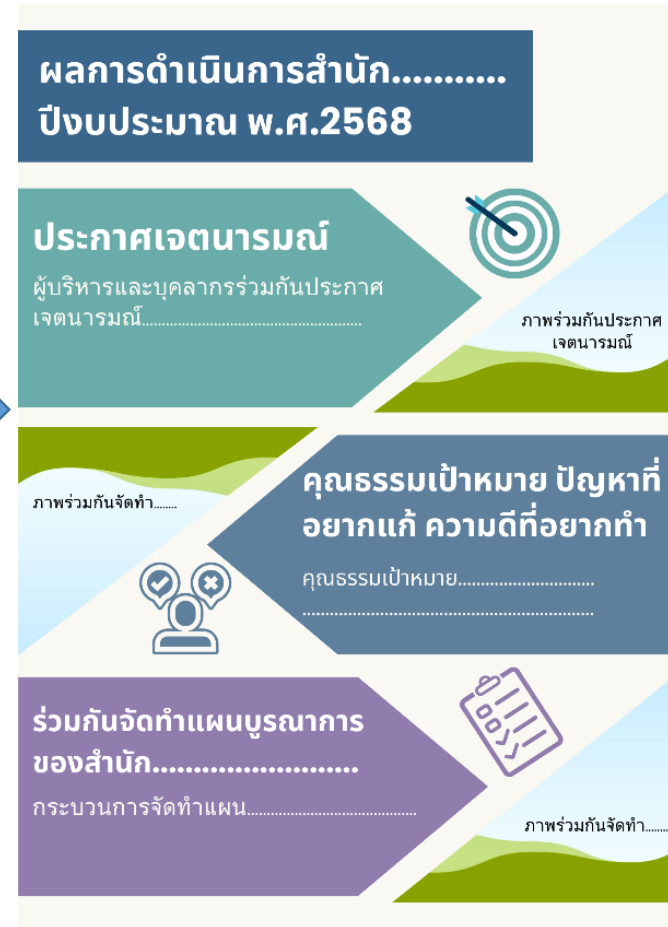 ผลการดำเนินการสำนัก...........
ปีงบประมาณ พ.ศ.2568
ประกาศเจตนารมณ์
ผู้บริหารและบุคลากรร่วมกันประกาศ
เจตนารมณ์.......................................................
ภาพร่วมกันประกาศ
เจตนารมณ์
คุณธรรมเป้าหมาย ปัญหาที่
อยากแก้ ความดีที่อยากทำ
ภาพร่วมกันจัดทำ........
คุณธรรมเป้าหมาย..............................
................................................................
ร่วมกันจัดทำแผนบูรณาการ
ของสำนัก.........................
กระบวนการจัดทำแผน...........................................
ภาพร่วมกันจัดทำ........